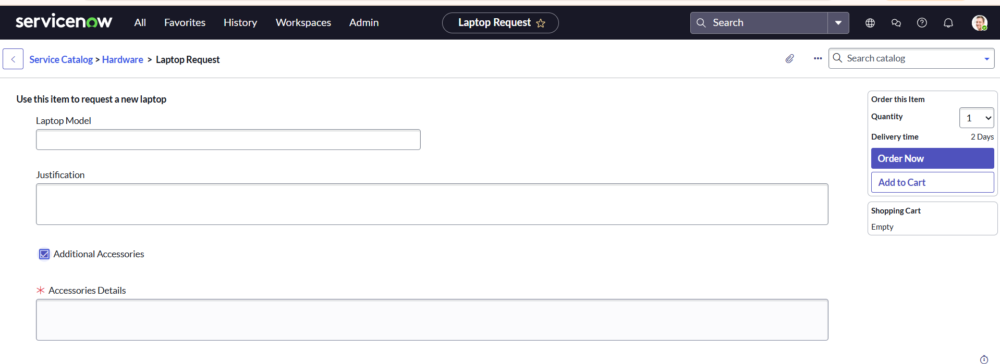 servicenow All Favorites History Workspaces Admin Laptop Request Search
Service Catalog > Hardware > Laptop Request Search catalog
Use this item to request a new laptop
Laptop Model
Justification
Additional Accessories
Accessories Details
Order this Item
Quantity 1
Delivery time 2 Days
Order Now
Add to Cart
Shopping Cart
Empty